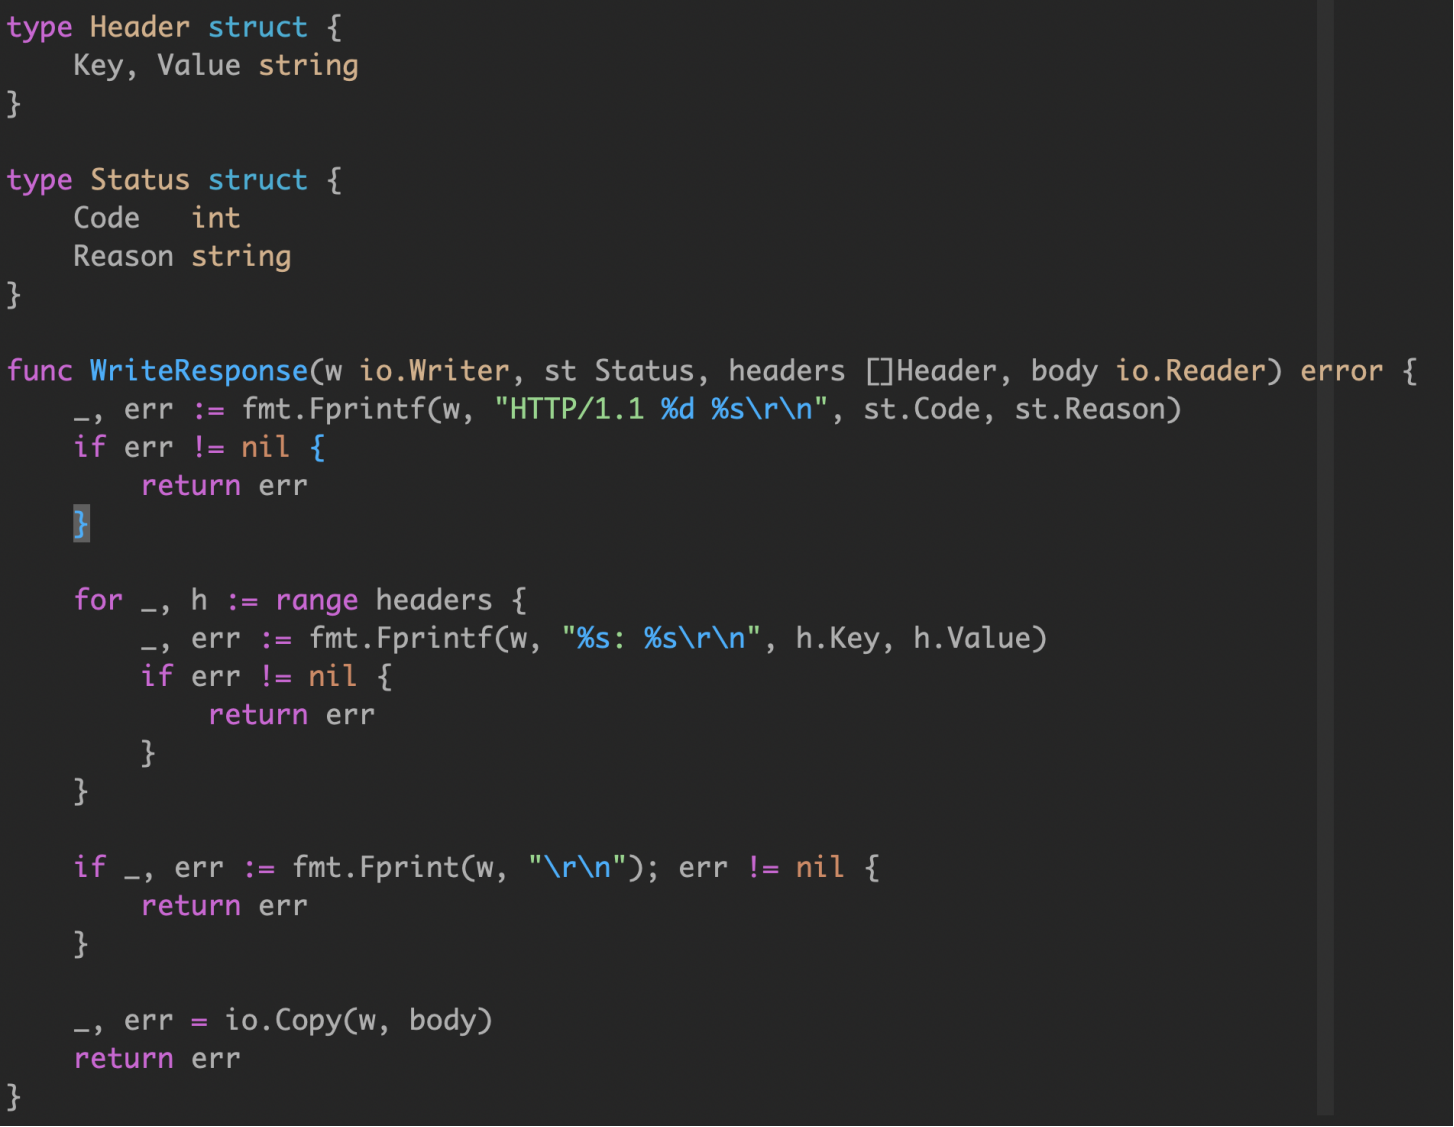 type Header struct {
    Key, Value string
}

type Status struct {
    Code   int
    Reason string
}

func WriteResponse(w io.Writer, st Status, headers []Header, body io.Reader) error {
    _, err := fmt.Fprintf(w, "HTTP/1.1 %d %s\r\n", st.Code, st.Reason)
    if err != nil {
        return err
    }

    for _, h := range headers {
        _, err := fmt.Fprintf(w, "%s: %s\r\n", h.Key, h.Value)
        if err != nil {
            return err
        }
    }

    if _, err := fmt.Fprint(w, "\r\n"); err != nil {
        return err
    }

    _, err = io.Copy(w, body)
    return err
}